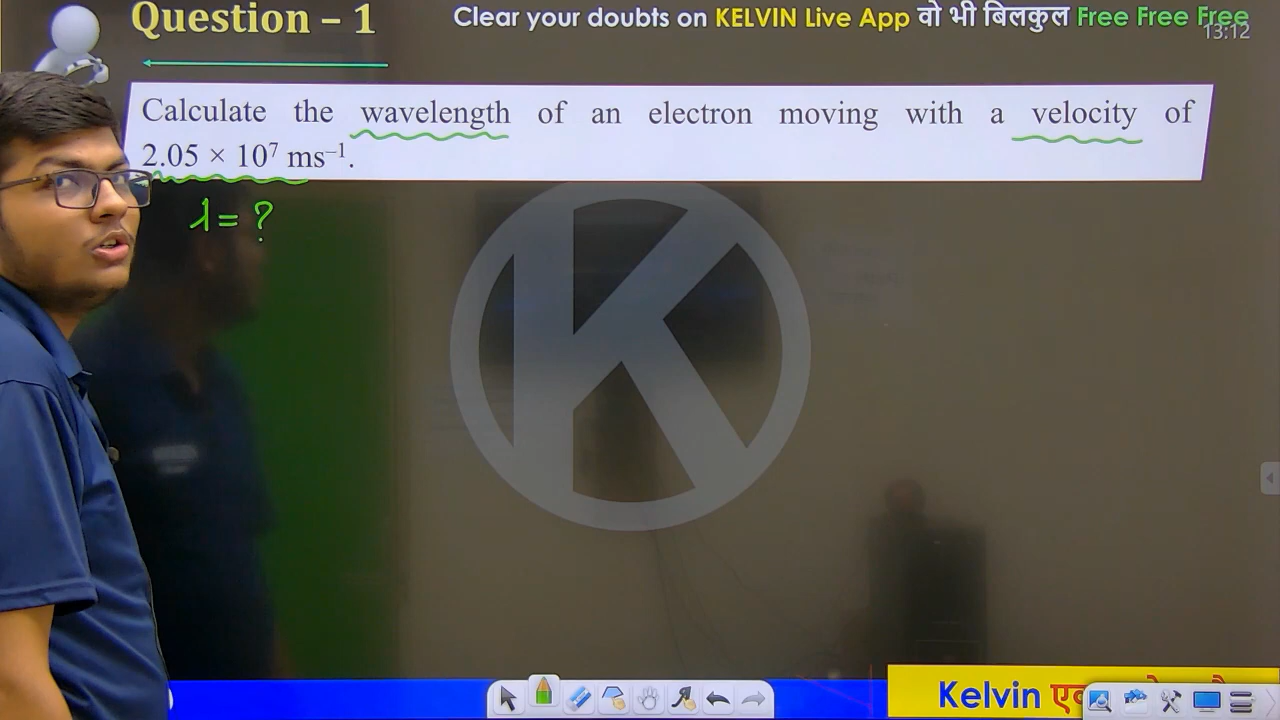 Question – 1
Clear your doubts on KELVIN Live App वो भी बिलकुल Free Free Free
13:12
Calculate the wavelength of an electron moving with a velocity of
2.05 × 10⁷ ms⁻¹.
λ = ?
K
Kelvin